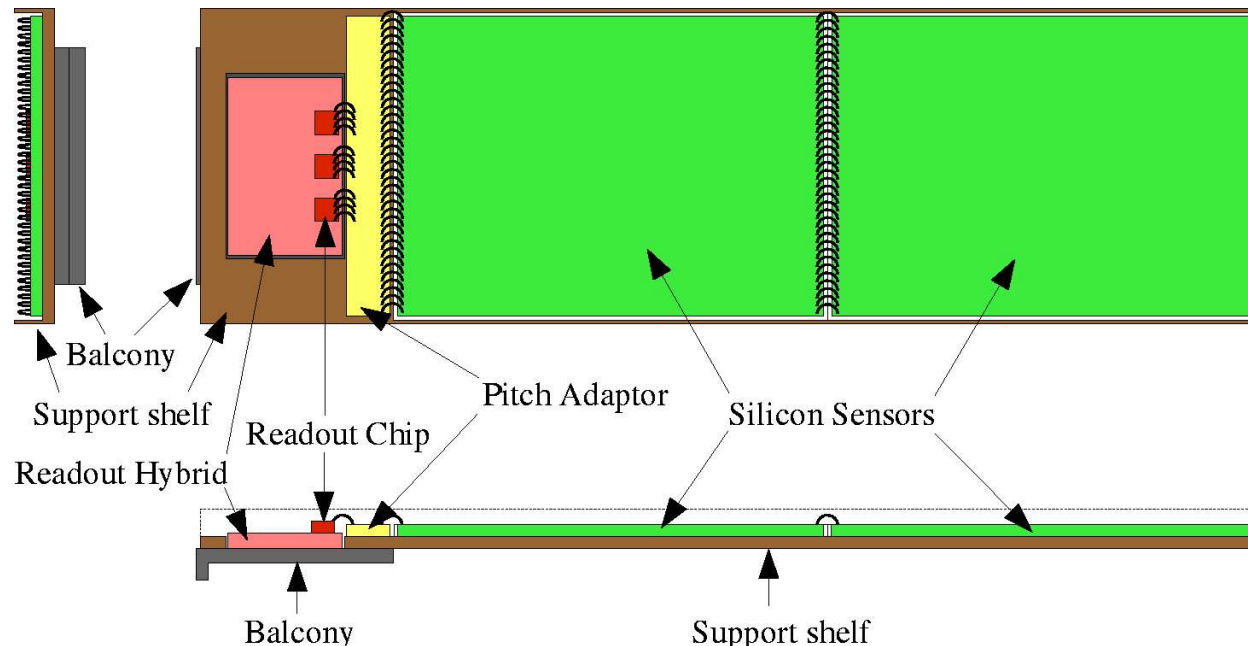 Balcony
Pitch Adaptor
Support shelf
Silicon Sensors
Readout Chip
Readout Hybrid
Balcony
Support shelf